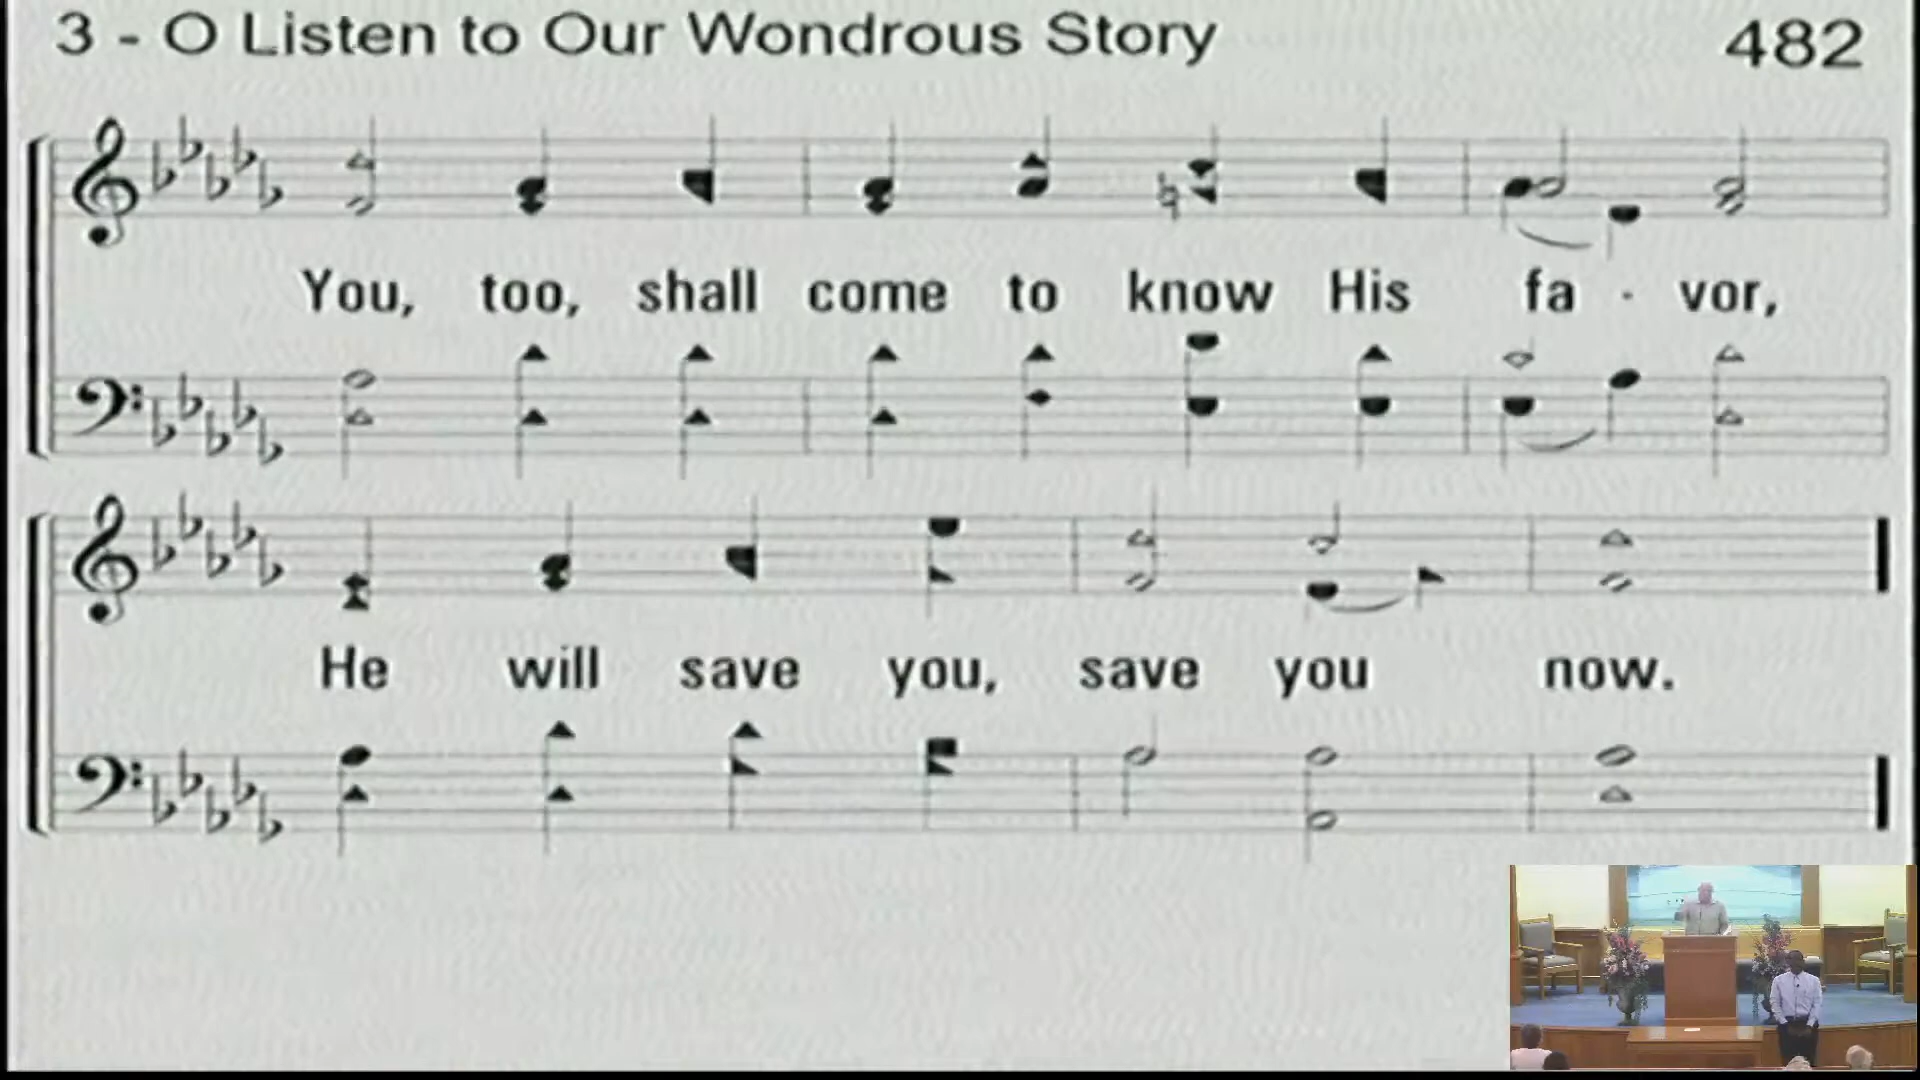 3 - O Listen to Our Wondrous Story 482
You, too, shall come to know His fa - vor,
He will save you, save you now.